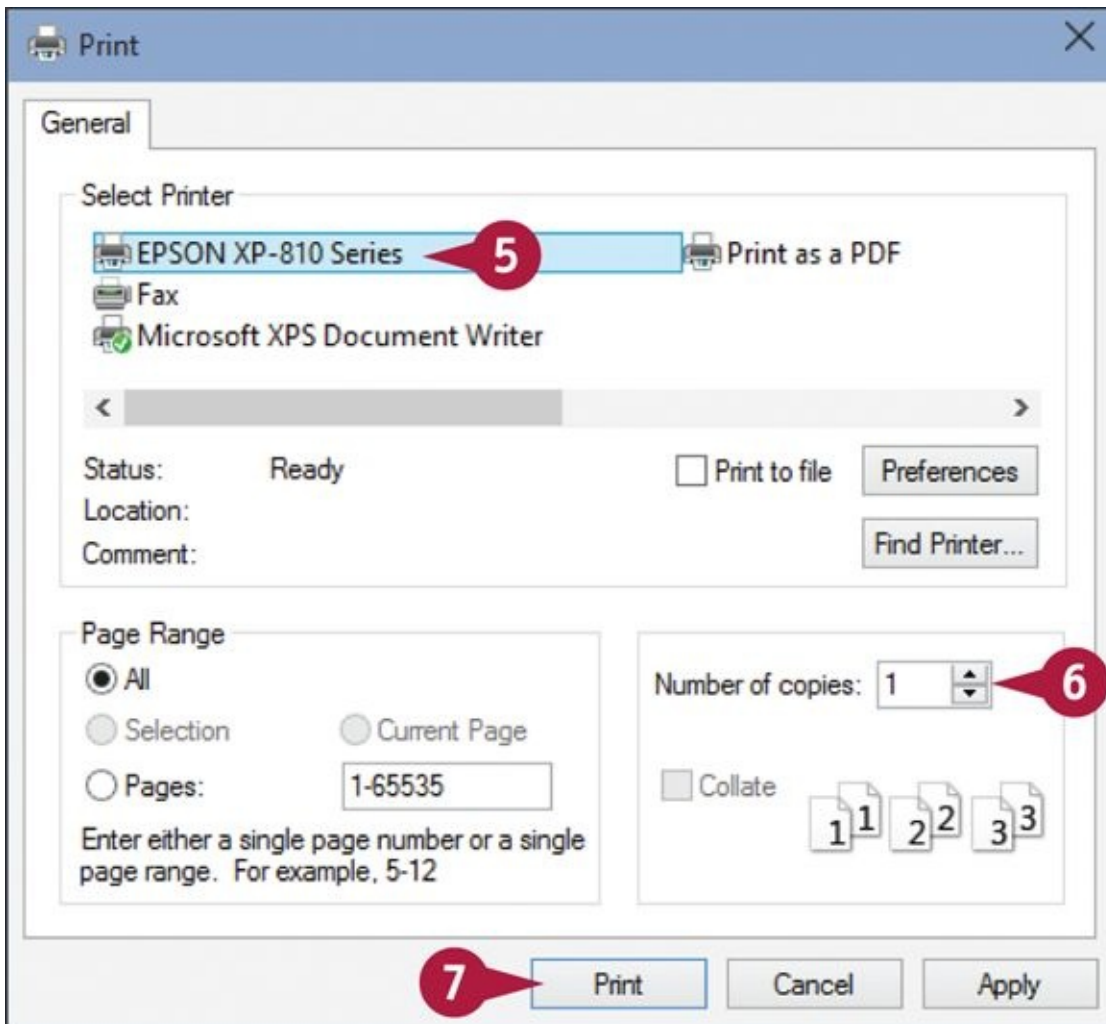 Print
General
Select Printer
EPSON XP-810 Series 5 Print as a PDF
Fax
Microsoft XPS Document Writer
Status: Ready Print to file Preferences
Location:
Comment: Find Printer...
Page Range
All
Selection Current Page
Pages: 1-65535
Enter either a single page number or a single
page range. For example, 5-12
Number of copies: 1 6
Collate
1 1 2 2 3 3
7 Print Cancel Apply